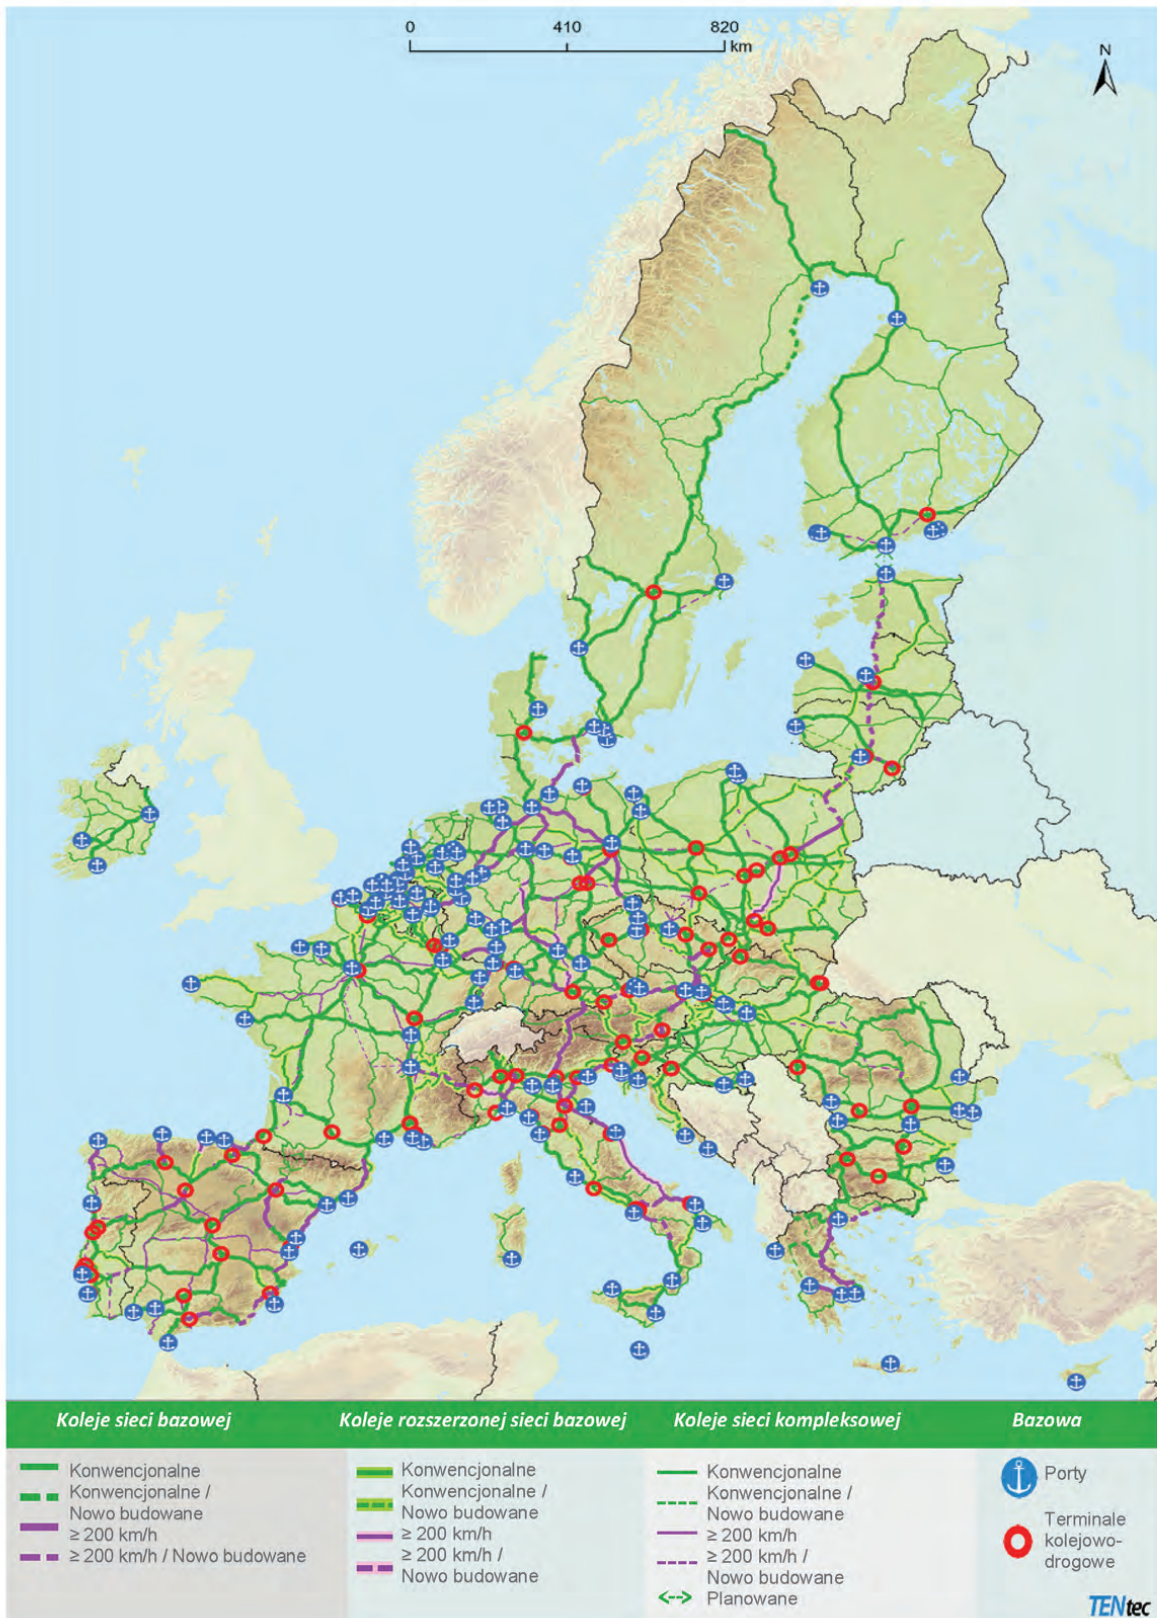 0 410 820
km
N
Koleje sieci bazowej
Konwencjonalne
Konwencjonalne /
Nowo budowane
≥ 200 km/h
≥ 200 km/h / Nowo budowane
Koleje rozszerzonej sieci bazowej
Konwencjonalne
Konwencjonalne /
Nowo budowane
≥ 200 km/h
≥ 200 km/h /
Nowo budowane
Koleje sieci kompleksowej
Konwencjonalne
Konwencjonalne /
Nowo budowane
≥ 200 km/h
≥ 200 km/h /
Nowo budowane
Planowane
Bazowa
Porty
Terminale
kolejowo-
drogowe
TENtec